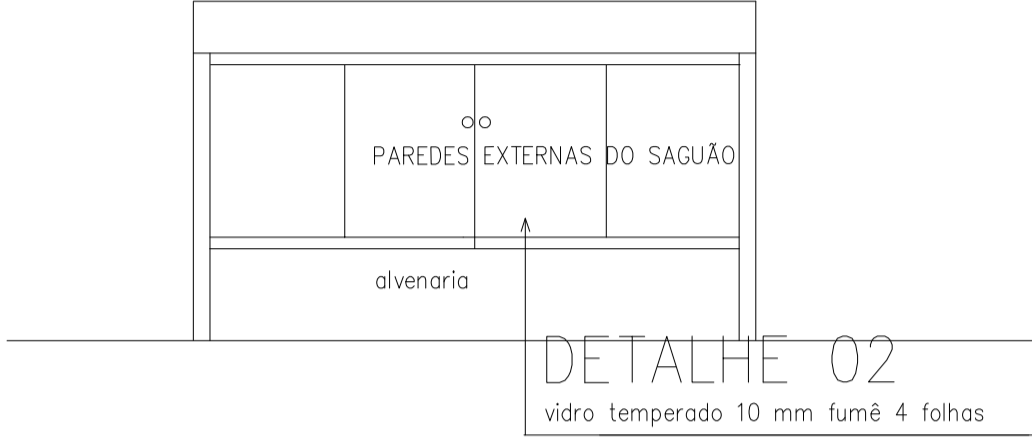 PAREDES EXTERNAS DO SAGUÃO
alvenaria
DETALHE 02
vidro temperado 10 mm fumê 4 folhas